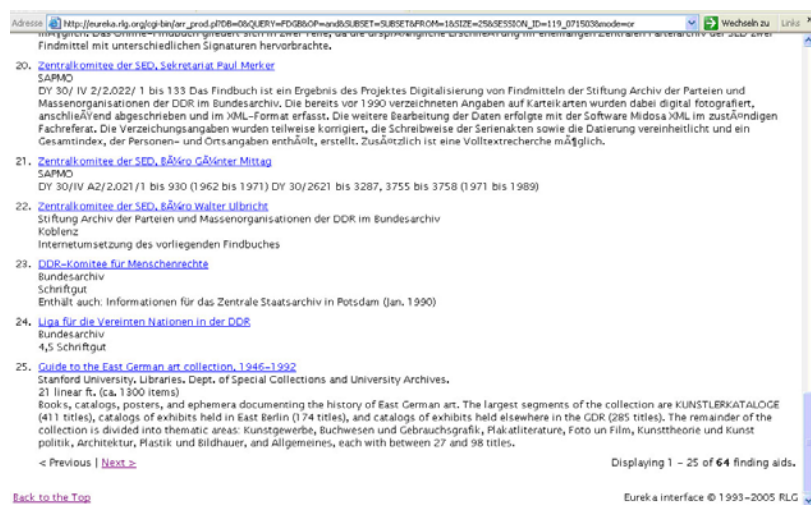 Adresse http://eureka.rlg.org/cgi-bin/arr_prod.pl?DB=0&QUERY=FDGB&OP=and&SUBSET=SUBSET&FROM=1&SIZE=25&SESSION_ID=119_071503&mode=or Wechseln zu Links
Findmittel mit unterschiedlichen Signaturen hervorbrachte.
20. Zentralkomitee der SED, Sekretariat Paul Merker
SAPMO
DY 30/ IV 2/2.022/ 1 bis 133 Das Findbuch ist ein Ergebnis des Projektes Digitalisierung von Findmitteln der Stiftung Archiv der Parteien und
Massenorganisationen der DDR im Bundesarchiv. Die bereits vor 1990 verzeichneten Angaben auf Karteikarten wurden dabei digital fotografiert,
anschlieÃŸend abgeschrieben und im XML-Format erfasst. Die weitere Bearbeitung der Daten erfolgte mit der Software Midosa XML im zustÃ¤ndigen
Fachreferat. Die Verzeichungsangaben wurden teilweise korrigiert, die Schreibweise der Serienakten sowie die Datierung vereinheitlicht und ein
Gesamtindex, der Personen- und Ortsangaben enthÃ¤lt, erstellt. ZusÃ¤tzlich ist eine Volltextrecherche mÃ¶glich.
21. Zentralkomitee der SED, BÃ¼ro GÃ¼nter Mittag
SAPMO
DY 30/IV A2/2.021/1 bis 930 (1962 bis 1971) DY 30/2621 bis 3287, 3755 bis 3758 (1971 bis 1989)
22. Zentralkomitee der SED, BÃ¼ro Walter Ulbricht
Stiftung Archiv der Parteien und Massenorganisationen der DDR im Bundesarchiv
Koblenz
Internetumsetzung des vorliegenden Findbuches
23. DDR-Komitee für Menschenrechte
Bundesarchiv
Schriftgut
Enthält auch: Informationen für das Zentrale Staatsarchiv in Potsdam (Jan. 1990)
24. Liga für die Vereinten Nationen in der DDR
Bundesarchiv
4,5 Schriftgut
25. Guide to the East German art collection, 1946-1992
Stanford University. Libraries. Dept. of Special Collections and University Archives.
21 linear ft. (ca. 1300 items)
Books, catalogs, posters, and ephemera documenting the history of East German art. The largest segments of the collection are KUNSTLERKATALOGE
(411 titles), catalogs of exhibits held in East Berlin (174 titles), and catalogs of exhibits held elsewhere in the GDR (285 titles). The remainder of the
collection is divided into thematic areas: Kunstgewerbe, Buchwesen und Gebrauchsgrafik, Plakatliterature, Foto un Film, Kunsttheorie und Kunst
politik, Architektur, Plastik und Bildhauer, and Allgemeines, each with between 27 and 98 titles.
< Previous | Next > Displaying 1 - 25 of 64 finding aids.
Back to the Top Eureka interface © 1993-2005 RLG